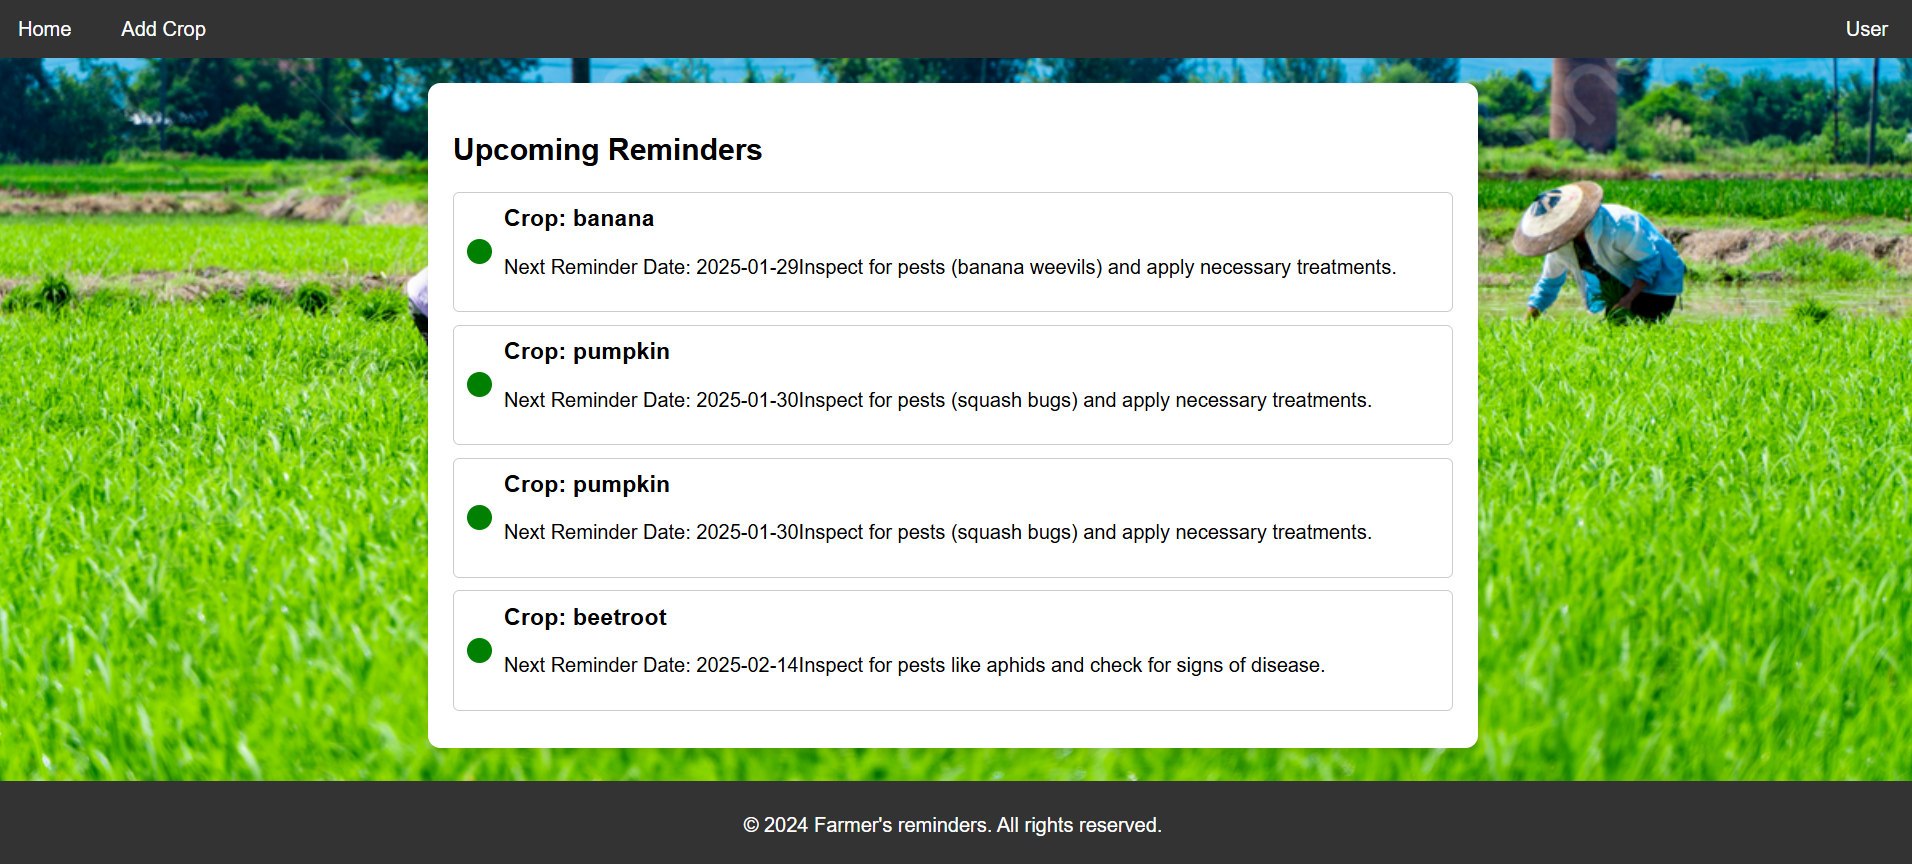 Home Add Crop User
Upcoming Reminders
Crop: banana
Next Reminder Date: 2025-01-29Inspect for pests (banana weevils) and apply necessary treatments.
Crop: pumpkin
Next Reminder Date: 2025-01-30Inspect for pests (squash bugs) and apply necessary treatments.
Crop: pumpkin
Next Reminder Date: 2025-01-30Inspect for pests (squash bugs) and apply necessary treatments.
Crop: beetroot
Next Reminder Date: 2025-02-14Inspect for pests like aphids and check for signs of disease.
© 2024 Farmer's reminders. All rights reserved.